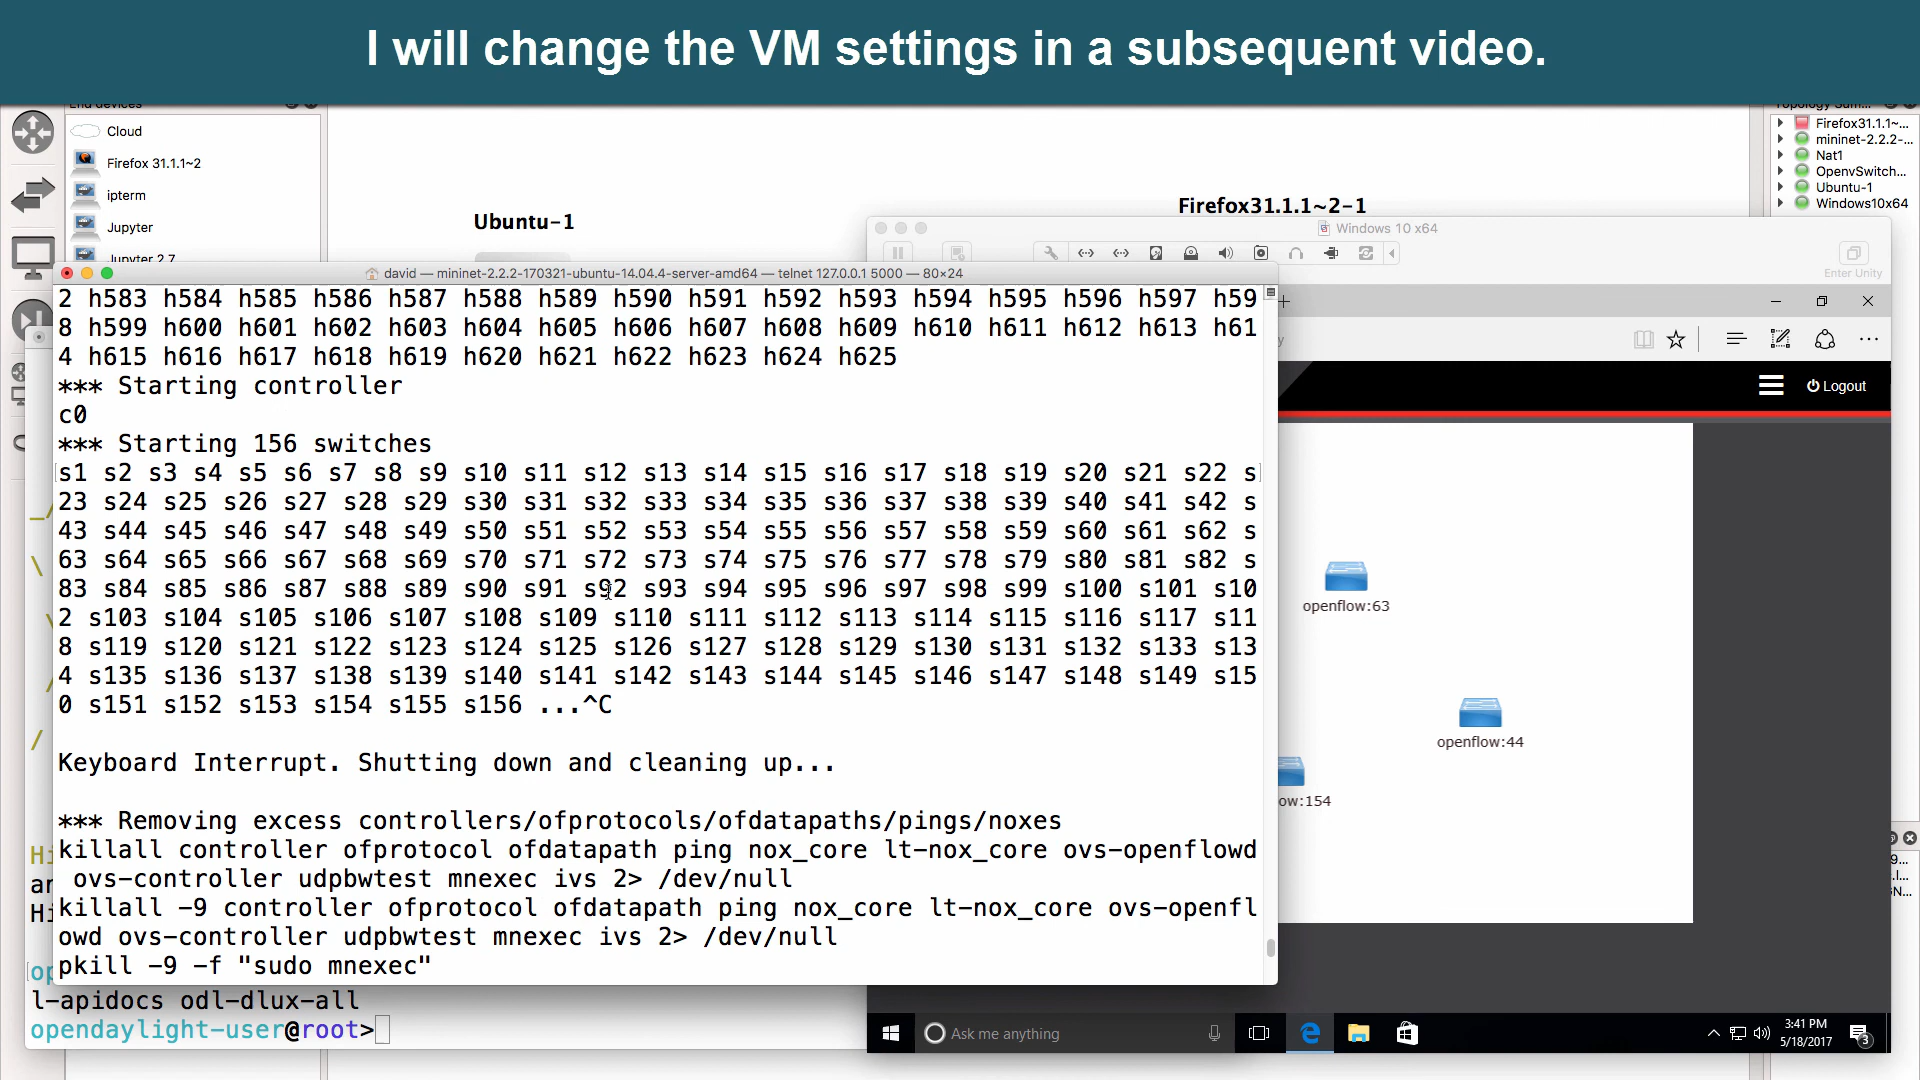 I will change the VM settings in a subsequent video.
End devices
Cloud
Firefox 31.1.1~2
ipterm
Jupyter
Jupyter 2.7
Ubuntu-1
Firefox31.1.1~2-1
Topology Sum...
Firefox31.1.1~...
mininet-2.2.2-...
Nat1
OpenvSwitch...
Ubuntu-1
Windows10x64
Windows 10 x64
Enter Unity
david — mininet-2.2.2-170321-ubuntu-14.04.4-server-amd64 — telnet 127.0.0.1 5000 — 80×24
2 h583 h584 h585 h586 h587 h588 h589 h590 h591 h592 h593 h594 h595 h596 h597 h59
8 h599 h600 h601 h602 h603 h604 h605 h606 h607 h608 h609 h610 h611 h612 h613 h61
4 h615 h616 h617 h618 h619 h620 h621 h622 h623 h624 h625
*** Starting controller
c0
*** Starting 156 switches
s1 s2 s3 s4 s5 s6 s7 s8 s9 s10 s11 s12 s13 s14 s15 s16 s17 s18 s19 s20 s21 s22 s
23 s24 s25 s26 s27 s28 s29 s30 s31 s32 s33 s34 s35 s36 s37 s38 s39 s40 s41 s42 s
43 s44 s45 s46 s47 s48 s49 s50 s51 s52 s53 s54 s55 s56 s57 s58 s59 s60 s61 s62 s
63 s64 s65 s66 s67 s68 s69 s70 s71 s72 s73 s74 s75 s76 s77 s78 s79 s80 s81 s82 s
83 s84 s85 s86 s87 s88 s89 s90 s91 s92 s93 s94 s95 s96 s97 s98 s99 s100 s101 s10
2 s103 s104 s105 s106 s107 s108 s109 s110 s111 s112 s113 s114 s115 s116 s117 s11
8 s119 s120 s121 s122 s123 s124 s125 s126 s127 s128 s129 s130 s131 s132 s133 s13
4 s135 s136 s137 s138 s139 s140 s141 s142 s143 s144 s145 s146 s147 s148 s149 s15
0 s151 s152 s153 s154 s155 s156 ...^C
Keyboard Interrupt. Shutting down and cleaning up...
*** Removing excess controllers/ofprotocols/ofdatapaths/pings/noxes
killall controller ofprotocol ofdatapath ping nox_core lt-nox_core ovs-openflowd
ovs-controller udpbwtest mnexec ivs 2> /dev/null
killall -9 controller ofprotocol ofdatapath ping nox_core lt-nox_core ovs-openfl
owd ovs-controller udpbwtest mnexec ivs 2> /dev/null
pkill -9 -f "sudo mnexec"
Logout
openflow:63
openflow:44
ow:154
l-apidocs odl-dlux-all
opendaylight-user@root>
Ask me anything
3:41 PM
5/18/2017
3